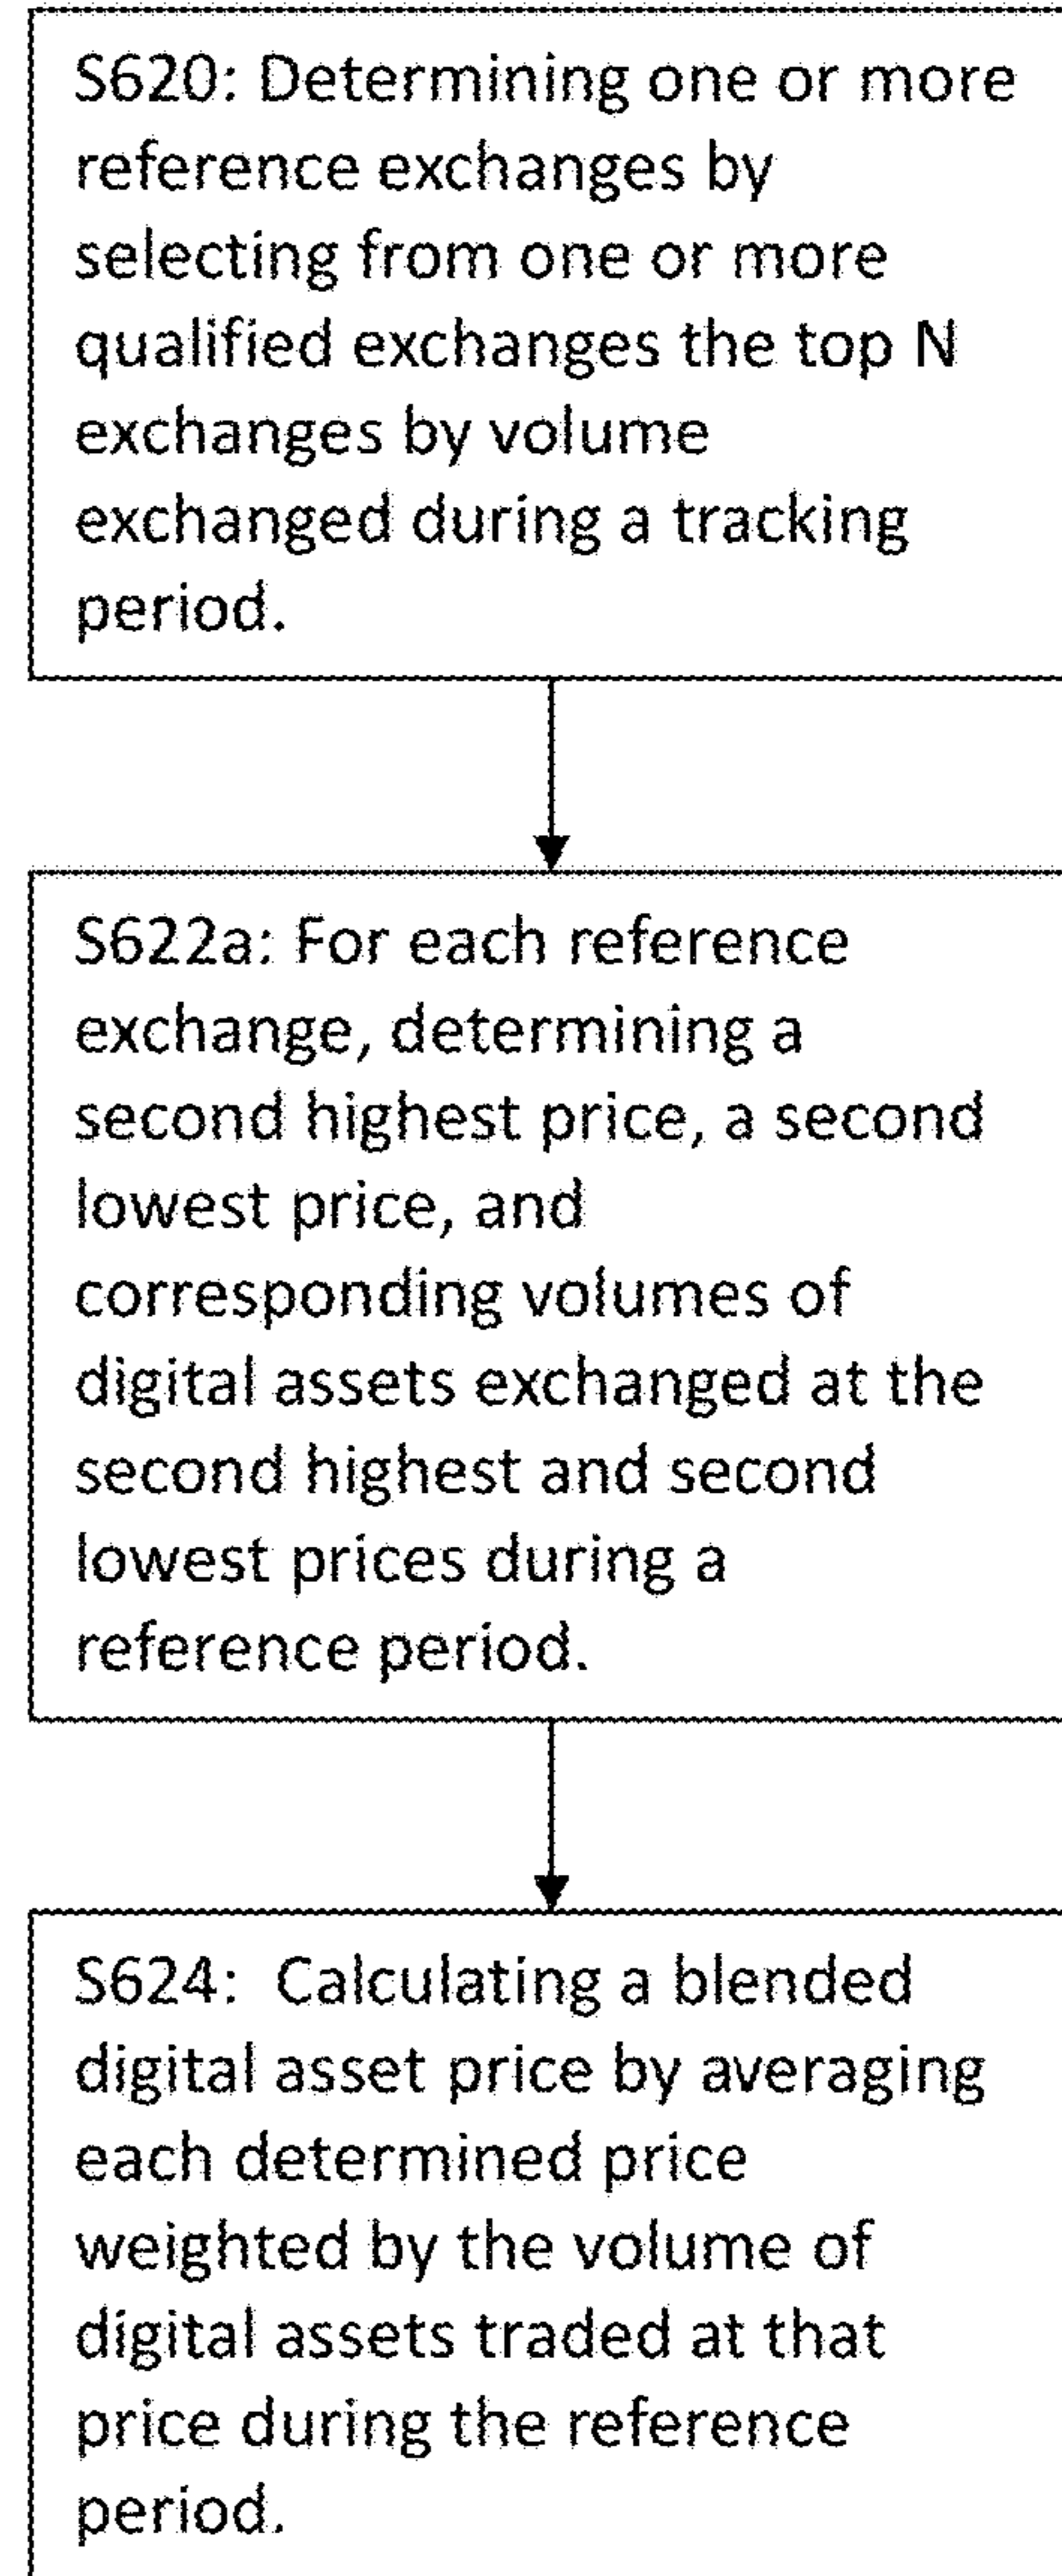 S620: Determining one or more
reference exchanges by
selecting from one or more
qualified exchanges the top N
exchanges by volume
exchanged during a tracking
period.
S622a: For each reference
exchange, determining a
second highest price, a second
lowest price, and
corresponding volumes of
digital assets exchanged at the
second highest and second
lowest prices during a
reference period.
S624:  Calculating a blended
digital asset price by averaging
each determined price
weighted by the volume of
digital assets traded at that
price during the reference
period.